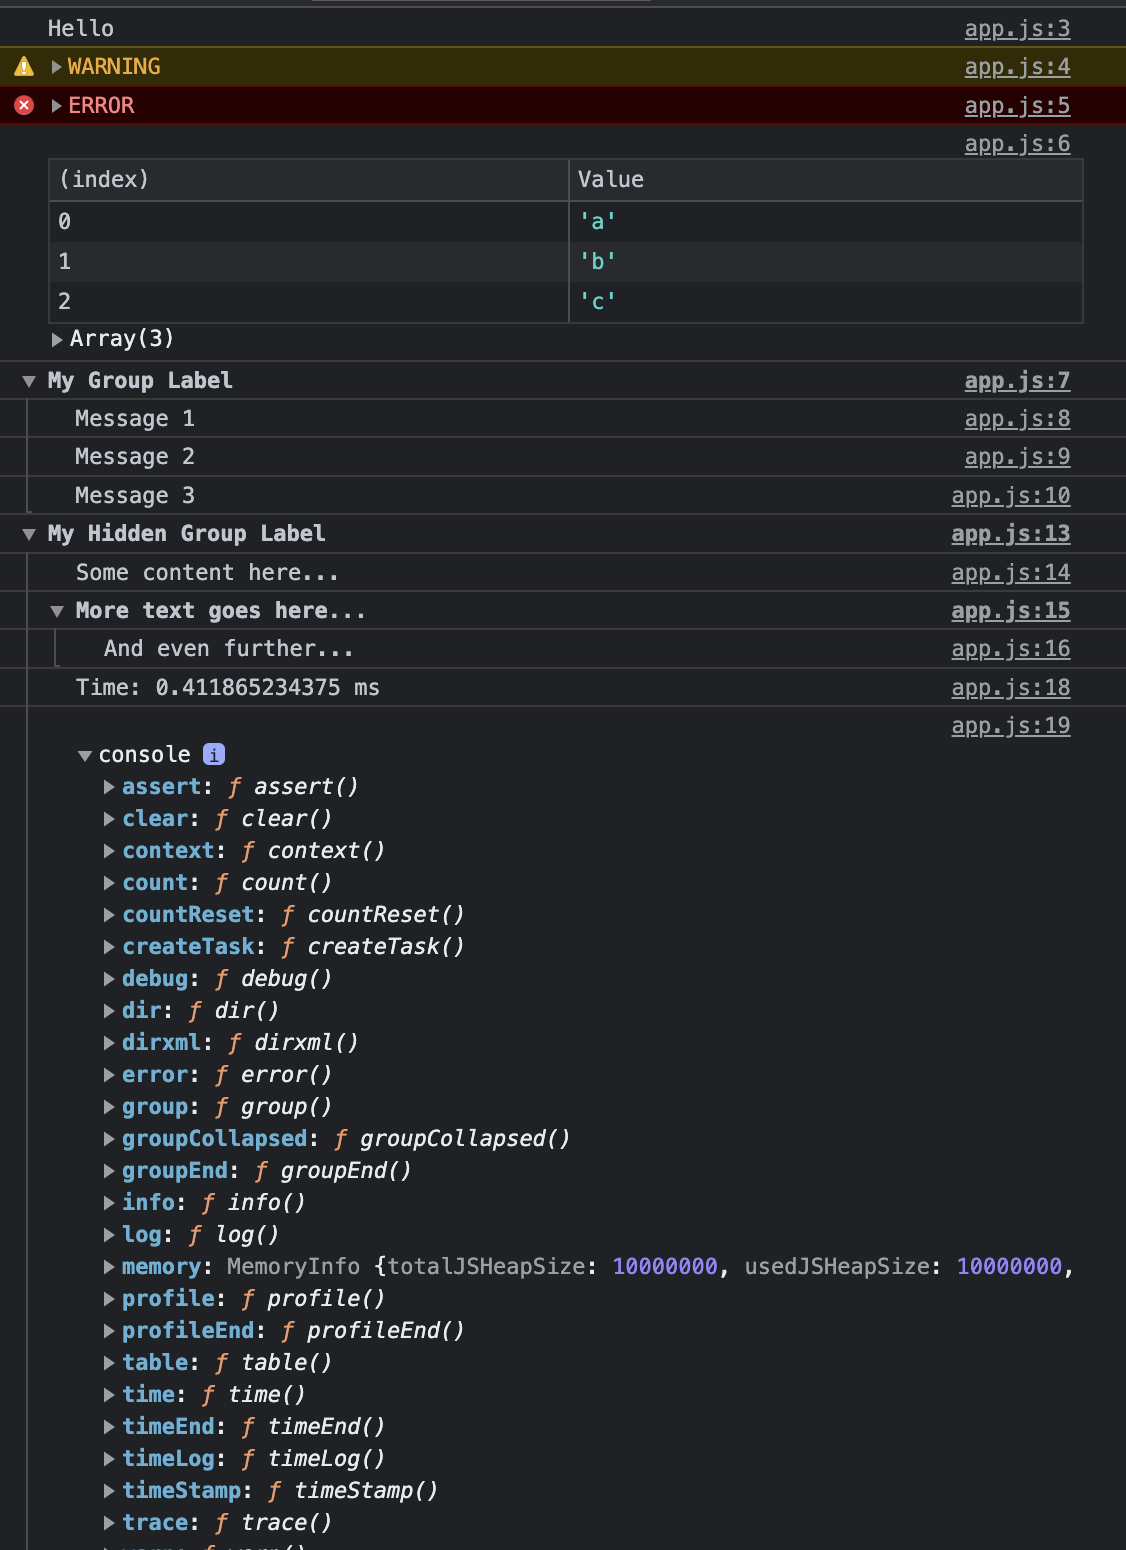 Hello app.js:3
WARNING app.js:4
ERROR app.js:5
app.js:6
(index) Value
0 'a'
1 'b'
2 'c'
Array(3)
My Group Label app.js:7
Message 1 app.js:8
Message 2 app.js:9
Message 3 app.js:10
My Hidden Group Label app.js:13
Some content here... app.js:14
More text goes here... app.js:15
And even further... app.js:16
Time: 0.411865234375 ms app.js:18
app.js:19
console i
assert: ƒ assert()
clear: ƒ clear()
context: ƒ context()
count: ƒ count()
countReset: ƒ countReset()
createTask: ƒ createTask()
debug: ƒ debug()
dir: ƒ dir()
dirxml: ƒ dirxml()
error: ƒ error()
group: ƒ group()
groupCollapsed: ƒ groupCollapsed()
groupEnd: ƒ groupEnd()
info: ƒ info()
log: ƒ log()
memory: MemoryInfo {totalJSHeapSize: 10000000, usedJSHeapSize: 10000000,
profile: ƒ profile()
profileEnd: ƒ profileEnd()
table: ƒ table()
time: ƒ time()
timeEnd: ƒ timeEnd()
timeLog: ƒ timeLog()
timeStamp: ƒ timeStamp()
trace: ƒ trace()